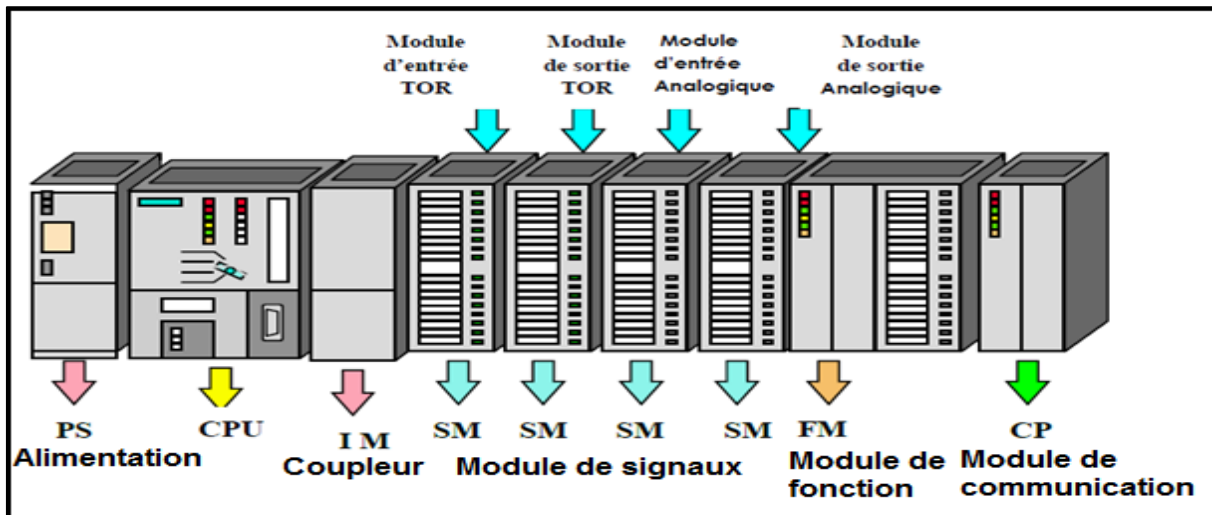 Module
d'entrée
TOR
Module
de sortie
TOR
Module
d'entrée
Analogique
Module
de sortie
Analogique
PS
Alimentation
CPU
I M
Coupleur
SM
SM
SM
SM
Module de signaux
FM
Module de
fonction
CP
Module de
communication